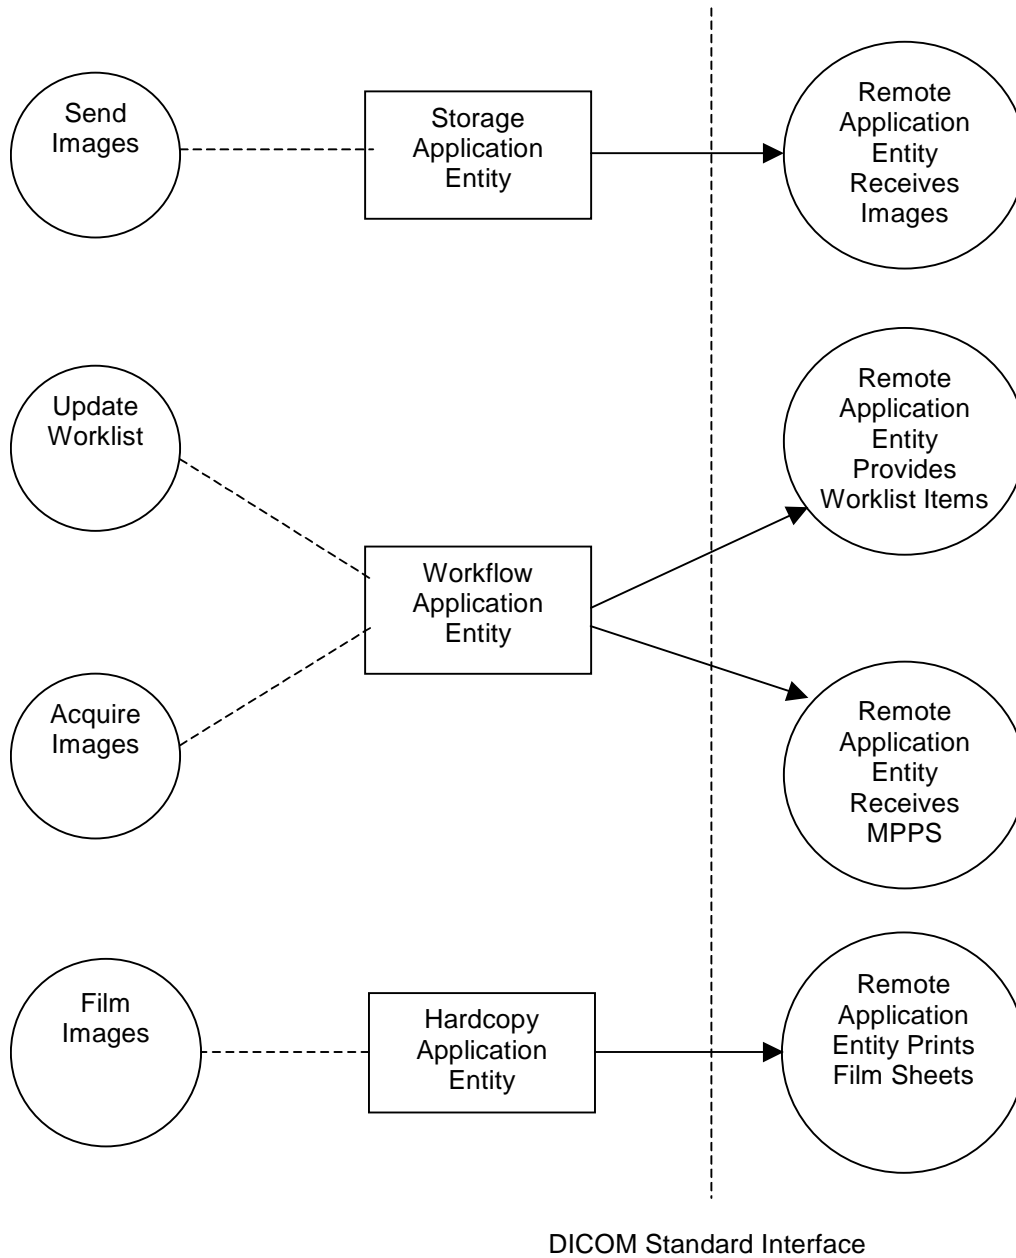 Send
Images
Storage
Application
Entity
Remote
Application
Entity
Receives
Images
Update
Worklist
Remote
Application
Entity
Provides
Worklist Items
Workflow
Application
Entity
Acquire
Images
Remote
Application
Entity
Receives
MPPS
Film
Images
Hardcopy
Application
Entity
Remote
Application
Entity Prints
Film Sheets
DICOM Standard Interface